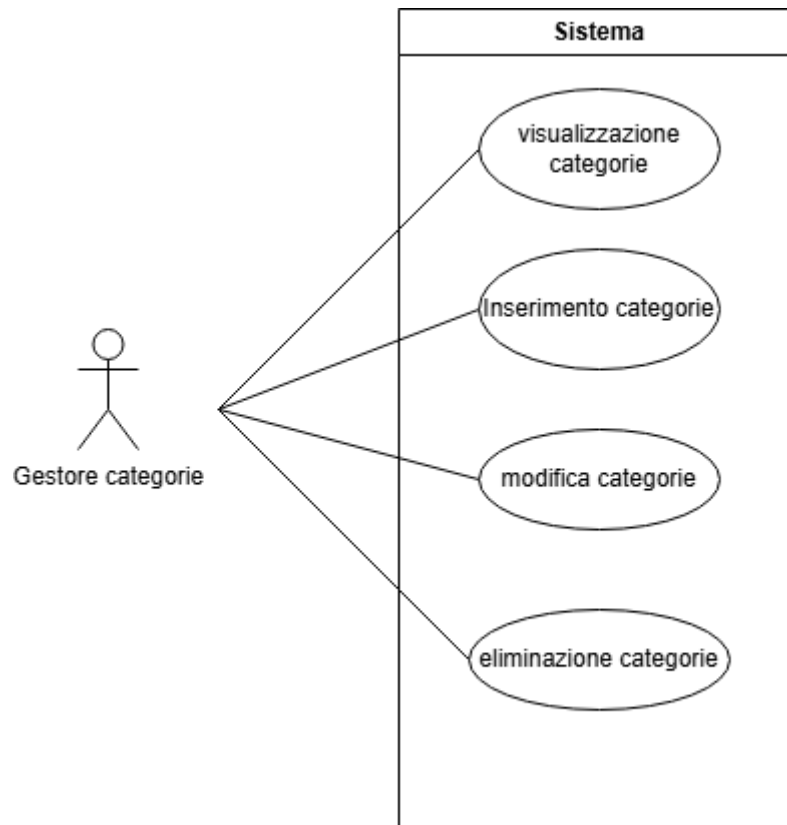 Sistema
visualizzazione
categorie
Inserimento categorie
Gestore categorie
modifica categorie
eliminazione categorie